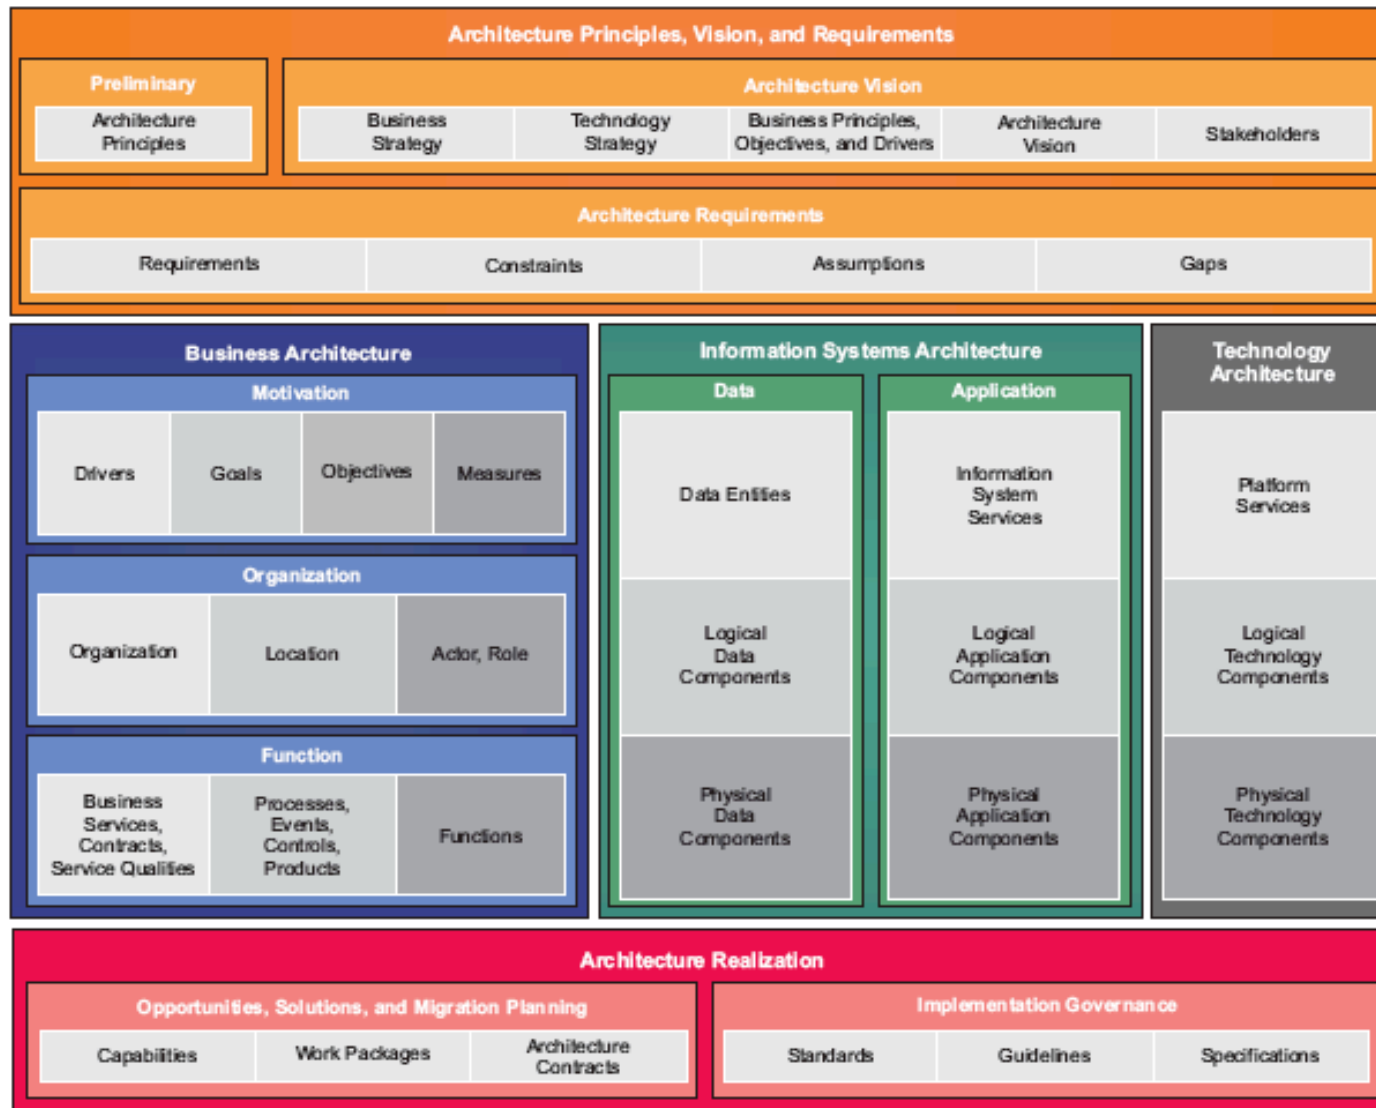 Architecture Principles, Vision, and Requirements
Preliminary
Architecture
Principles
Architecture Vision
Business
Strategy
Technology
Strategy
Business Principles,
Objectives, and Drivers
Architecture
Vision
Stakeholders
Architecture Requirements
Requirements
Constraints
Assumptions
Gaps
Business Architecture
Motivation
Drivers
Goals
Objectives
Measures
Organization
Organization
Location
Actor, Role
Function
Business
Services,
Contracts,
Service Qualities
Processes,
Events,
Controls,
Products
Functions
Information Systems Architecture
Data
Data Entities
Logical
Data
Components
Physical
Data
Components
Application
Information
System
Services
Logical
Application
Components
Physical
Application
Components
Technology
Architecture
Platform
Services
Logical
Technology
Components
Physical
Technology
Components
Architecture Realization
Opportunities, Solutions, and Migration Planning
Capabilities
Work Packages
Architecture
Contracts
Implementation Governance
Standards
Guidelines
Specifications